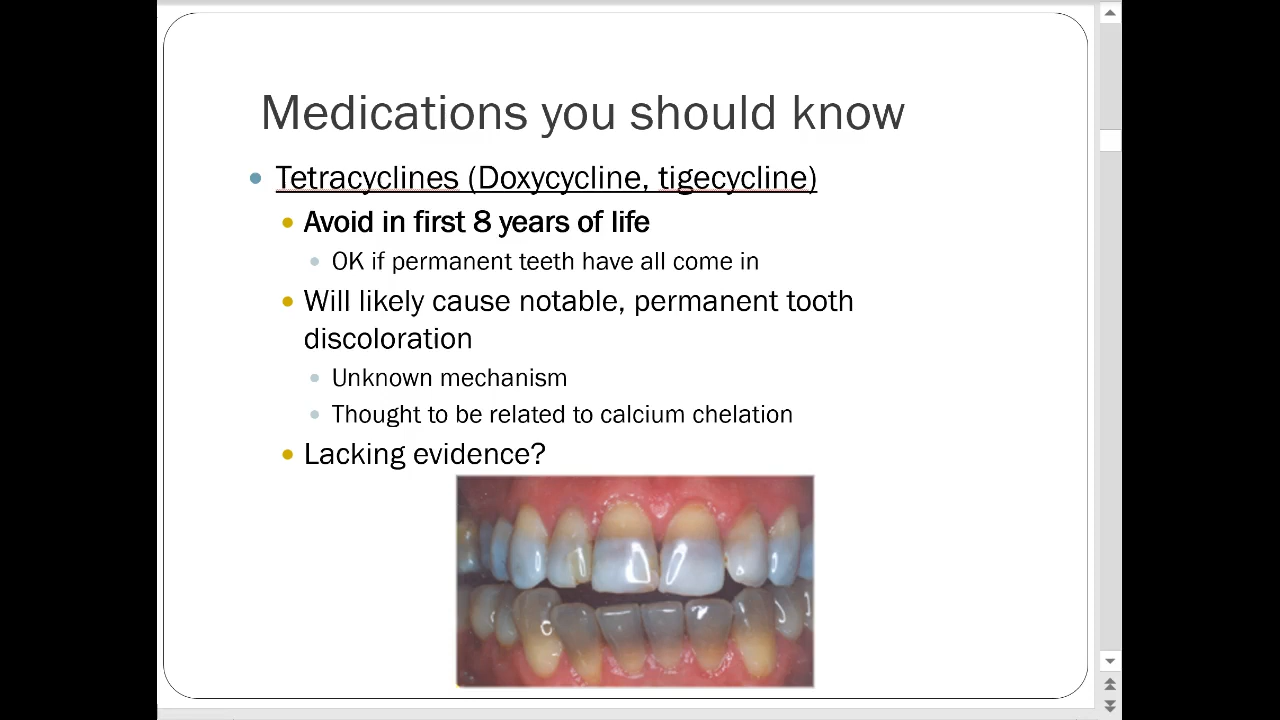 Medications you should know
Tetracyclines (Doxycycline, tigecycline)
Avoid in first 8 years of life
OK if permanent teeth have all come in
Will likely cause notable, permanent tooth
discoloration
Unknown mechanism
Thought to be related to calcium chelation
Lacking evidence?